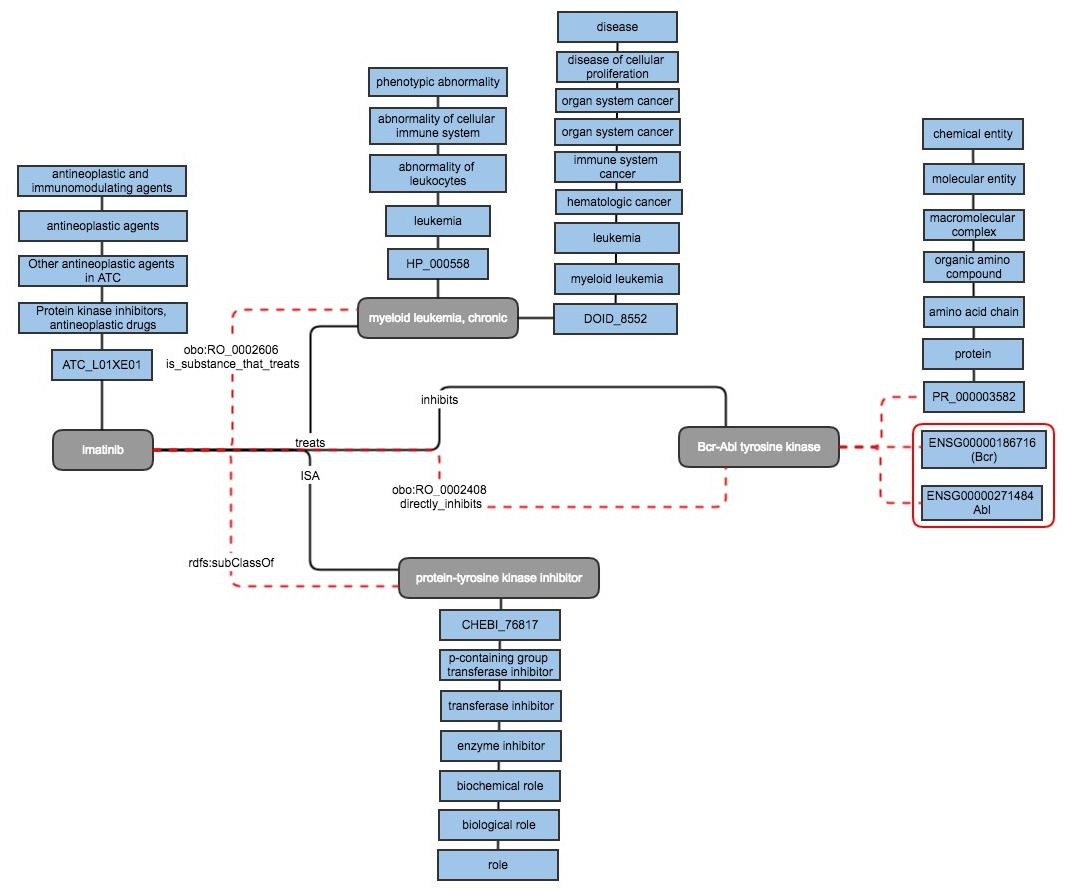 disease
disease of cellular
proliferation
organ system cancer
organ system cancer
immune system
cancer
hematologic cancer
leukemia
myeloid leukemia
DOID_8552
phenotypic abnormality
abnormality of cellular
immune system
abnormality of
leukocytes
leukemia
HP_000558
myeloid leukemia, chronic
antineoplastic and
immunomodulating agents
antineoplastic agents
Other antineoplastic agents
in ATC
Protein kinase inhibitors,
antineoplastic drugs
ATC_L01XE01
imatinib
obo:RO_0002606
is_substance_that_treats
treats
ISA
inhibits
obo:RO_0002408
directly_inhibits
rdfs:subClassOf
chemical entity
molecular entity
macromolecular
complex
organic amino
compound
amino acid chain
protein
PR_000003582
Bcr-Abl tyrosine kinase
ENSG00000186716
(Bcr)
ENSG00000271484
Abl
protein-tyrosine kinase inhibitor
CHEBI_76817
p-containing group
transferase inhibitor
transferase inhibitor
enzyme inhibitor
biochemical role
biological role
role